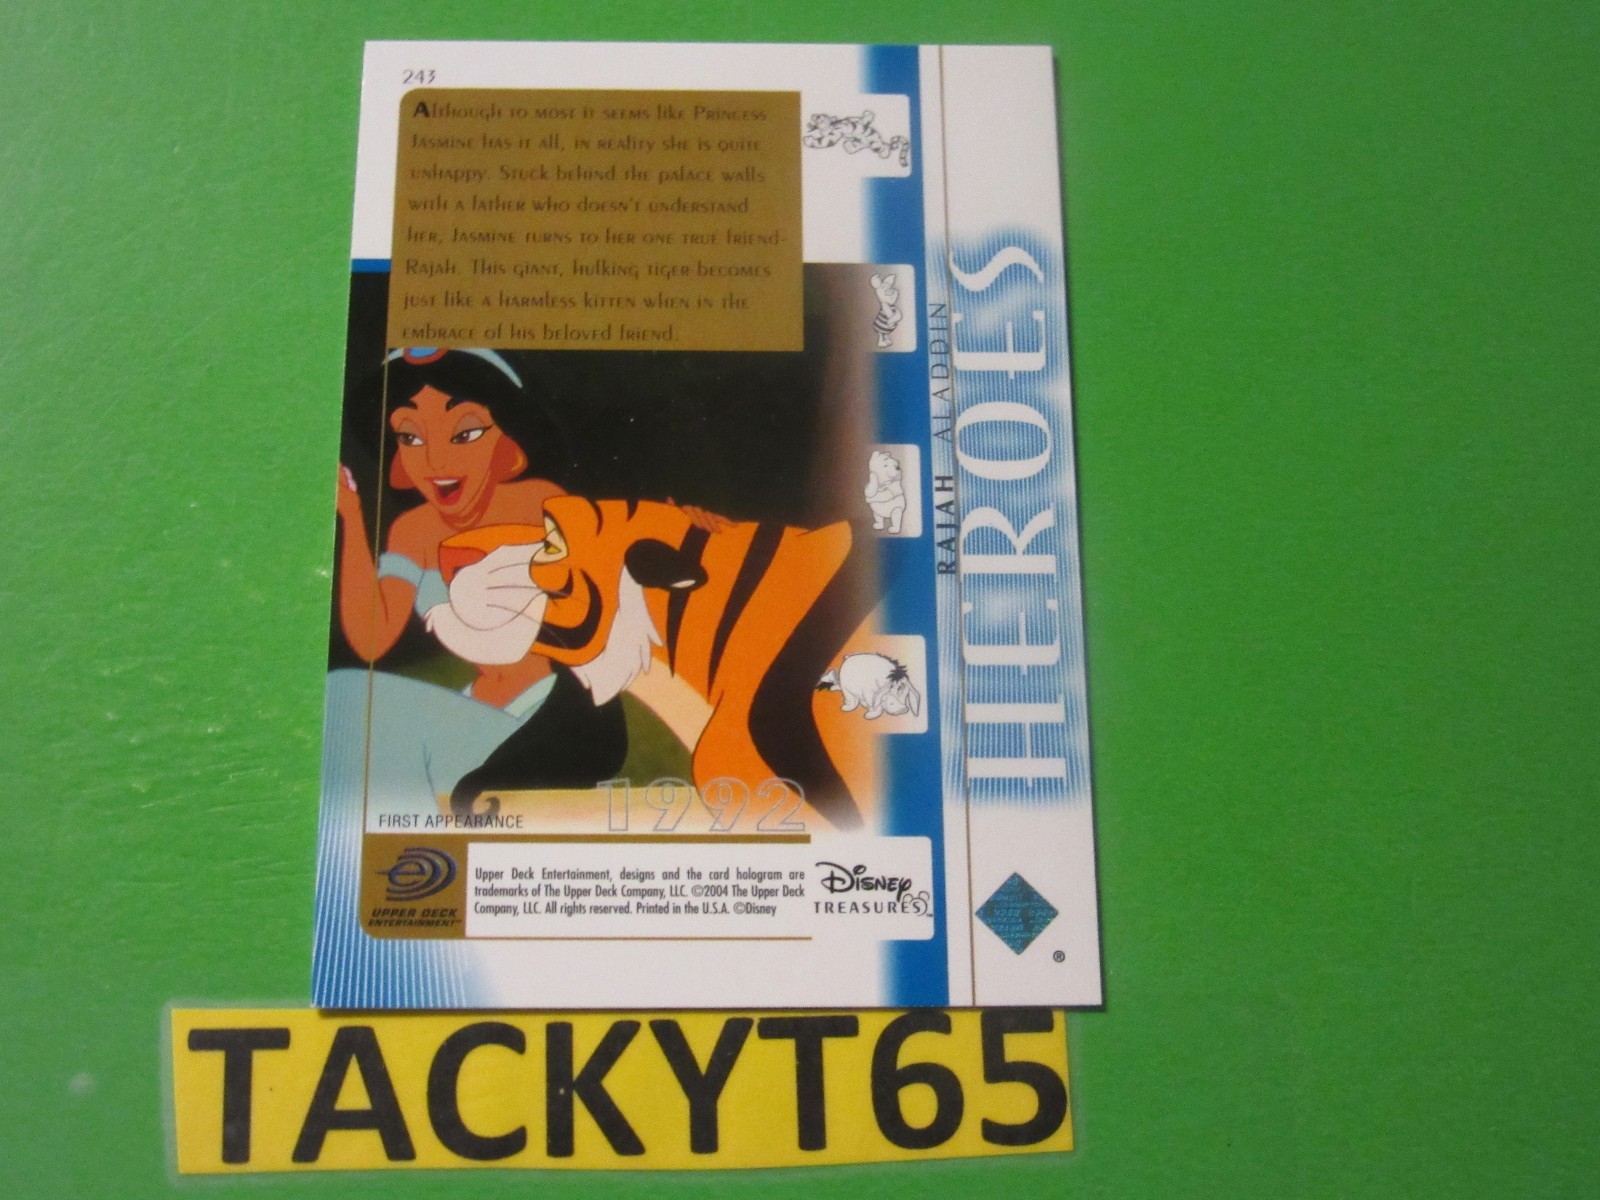 243
Although to most it seems like Princess
Jasmine has it all, in reality she is quite
unhappy. Stuck behind the palace walls
with a father who doesn't understand
her, Jasmine turns to her one true friend-
Rajah. This giant, hulking tiger becomes
just like a harmless kitten when in the
embrace of his beloved friend.
RAJAH ALADDIN
HEROES
FIRST APPEARANCE 1992
UPPER DECK
ENTERTAINMENT™
Upper Deck Entertainment, designs and the card hologram are
trademarks of The Upper Deck Company, LLC. ©2004 The Upper Deck
Company, LLC. All rights reserved. Printed in the U.S.A. ©Disney
Disney
TREASURES™
®
TACKYT65